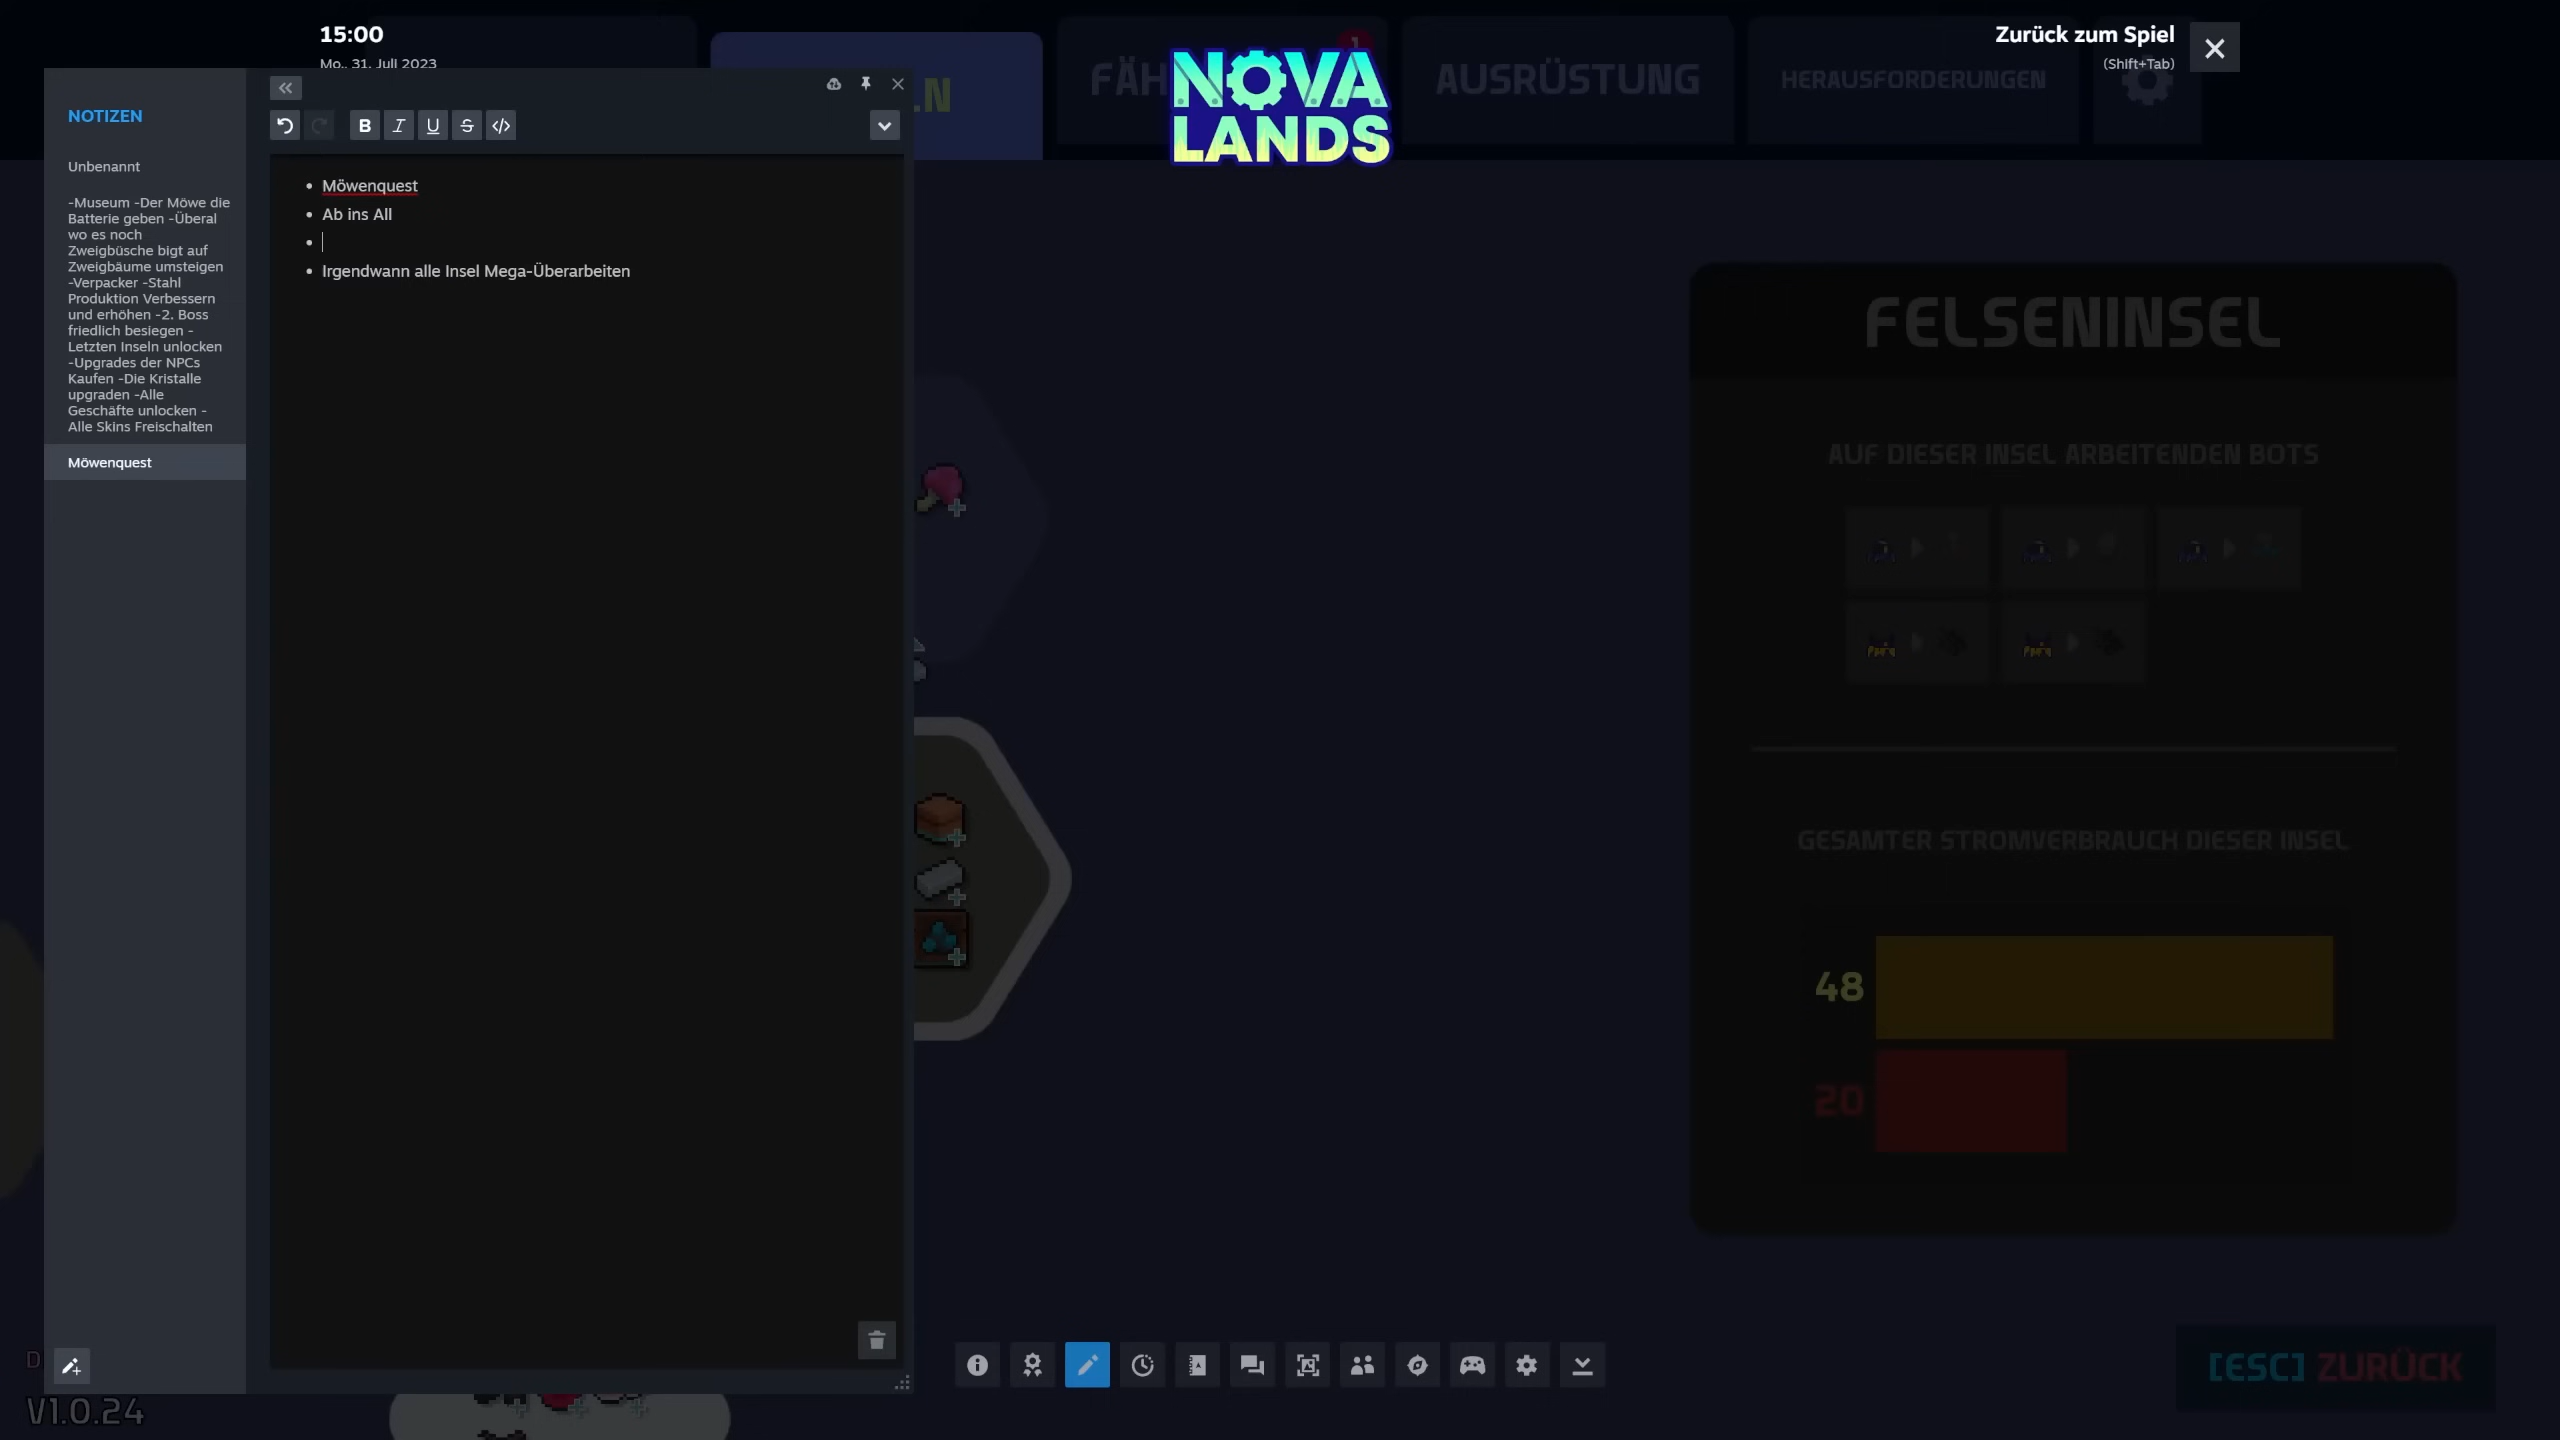 15:00
Mo., 31. Juli 2023
NOVA
LANDS
Zurück zum Spiel
(Shift+Tab)
AUSRÜSTUNG
HERAUSFORDERUNGEN
NOTIZEN
Unbenannt
-Museum -Der Möwe die
Batterie geben -Überal
wo es noch
Zweigbüsche bigt auf
Zweigbäume umsteigen
-Verpacker -Stahl
Produktion Verbessern
und erhöhen -2. Boss
friedlich besiegen -
Letzten Inseln unlocken
-Upgrades der NPCs
Kaufen -Die Kristalle
upgraden -Alle
Geschäfte unlocken -
Alle Skins Freischalten
Möwenquest
B I U S </>
• Möwenquest
• Ab ins All
•
• Irgendwann alle Insel Mega-Überarbeiten
FELSENINSEL
AUF DIESER INSEL ARBEITENDEN BOTS
GESAMTER STROMVERBRAUCH DIESER INSEL
48
20
[ESC] ZURÜCK
V1.0.24